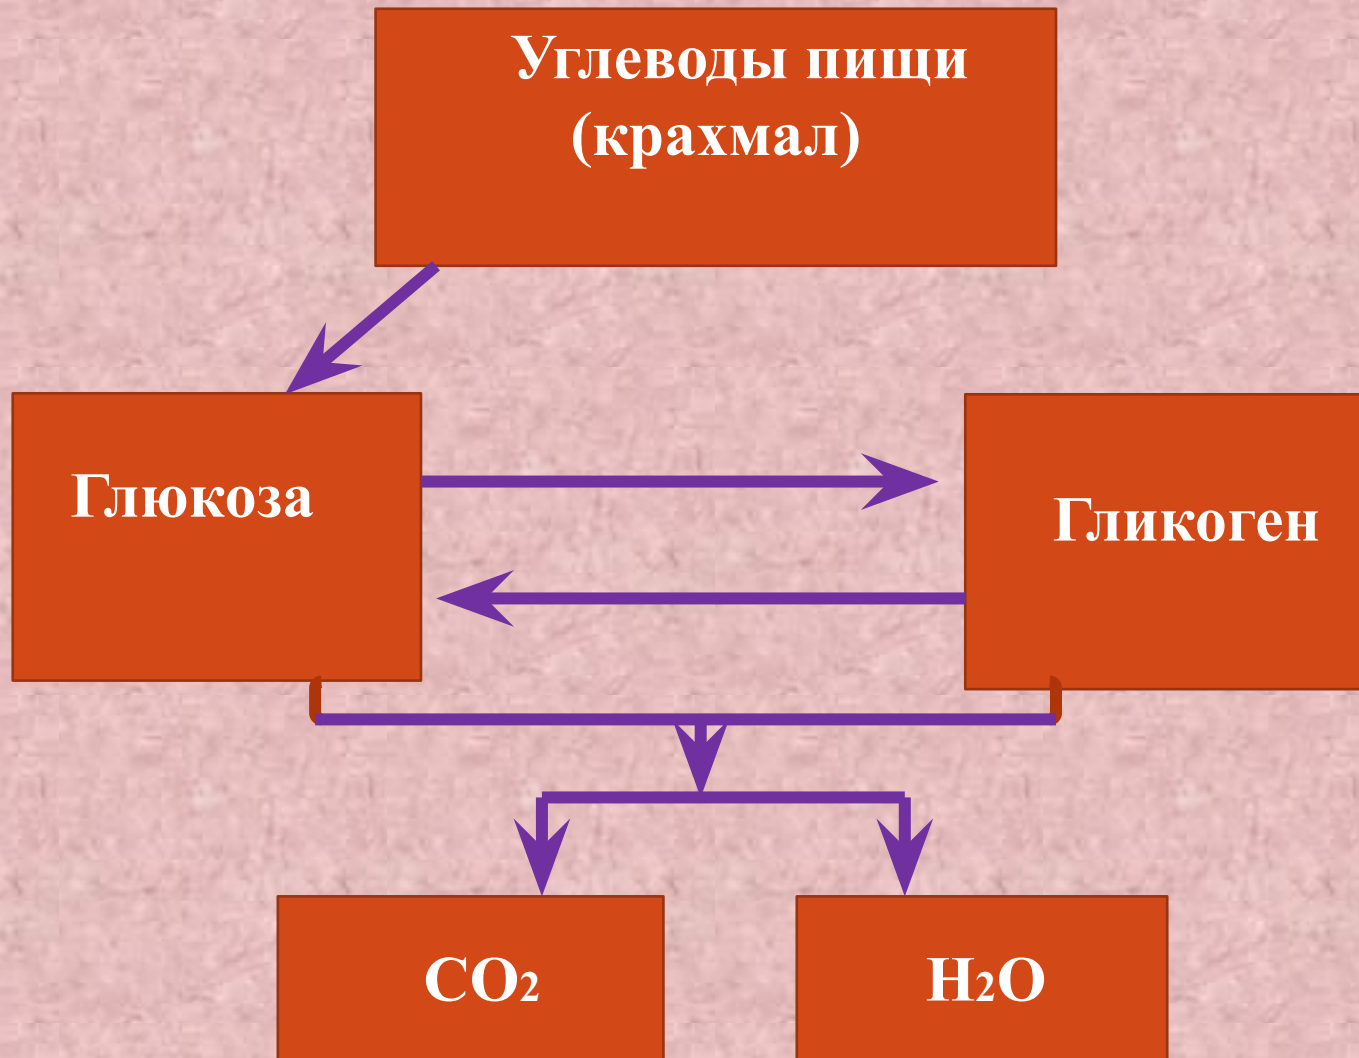 Углеводы пищи
(крахмал)
Глюкоза
Гликоген
CO₂
H₂O